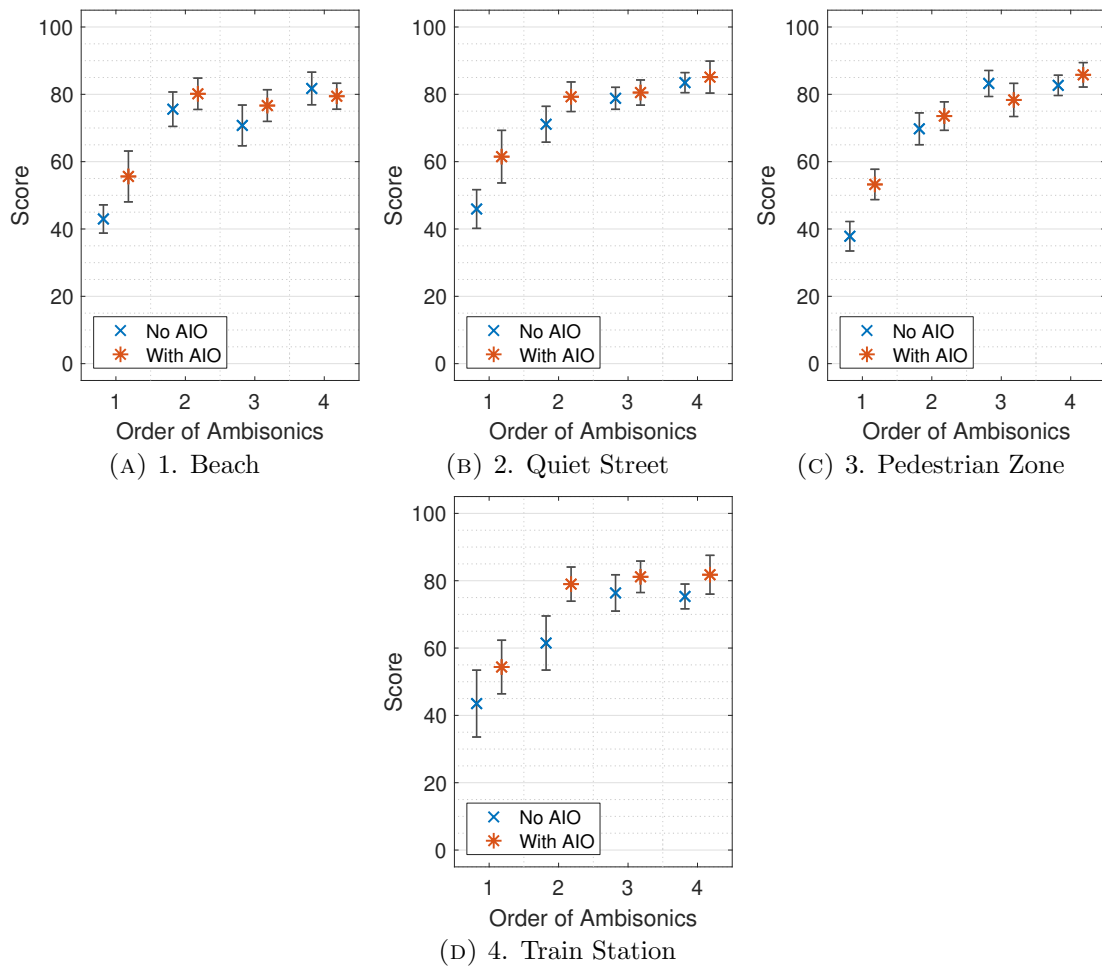 100
80
60
40
20
0
Score
No AIO
With AIO
1 2 3 4
Order of Ambisonics
(A) 1. Beach
100
80
60
40
20
0
Score
No AIO
With AIO
1 2 3 4
Order of Ambisonics
(B) 2. Quiet Street
100
80
60
40
20
0
Score
No AIO
With AIO
1 2 3 4
Order of Ambisonics
(C) 3. Pedestrian Zone
100
80
60
40
20
0
Score
No AIO
With AIO
1 2 3 4
Order of Ambisonics
(D) 4. Train Station